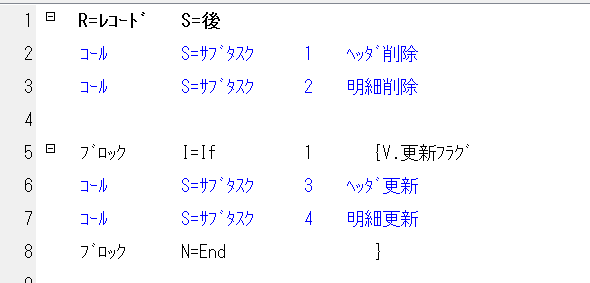 1 R=ﾚｺｰﾄﾞ S=後
2 ｺｰﾙ S=ｻﾌﾞﾀｽｸ 1 ﾍｯﾀﾞ削除
3 ｺｰﾙ S=ｻﾌﾞﾀｽｸ 2 明細削除
4
5 ﾌﾞﾛｯｸ I=If 1 {V.更新ﾌﾗｸﾞ
6 ｺｰﾙ S=ｻﾌﾞﾀｽｸ 3 ﾍｯﾀﾞ更新
7 ｺｰﾙ S=ｻﾌﾞﾀｽｸ 4 明細更新
8 ﾌﾞﾛｯｸ N=End }